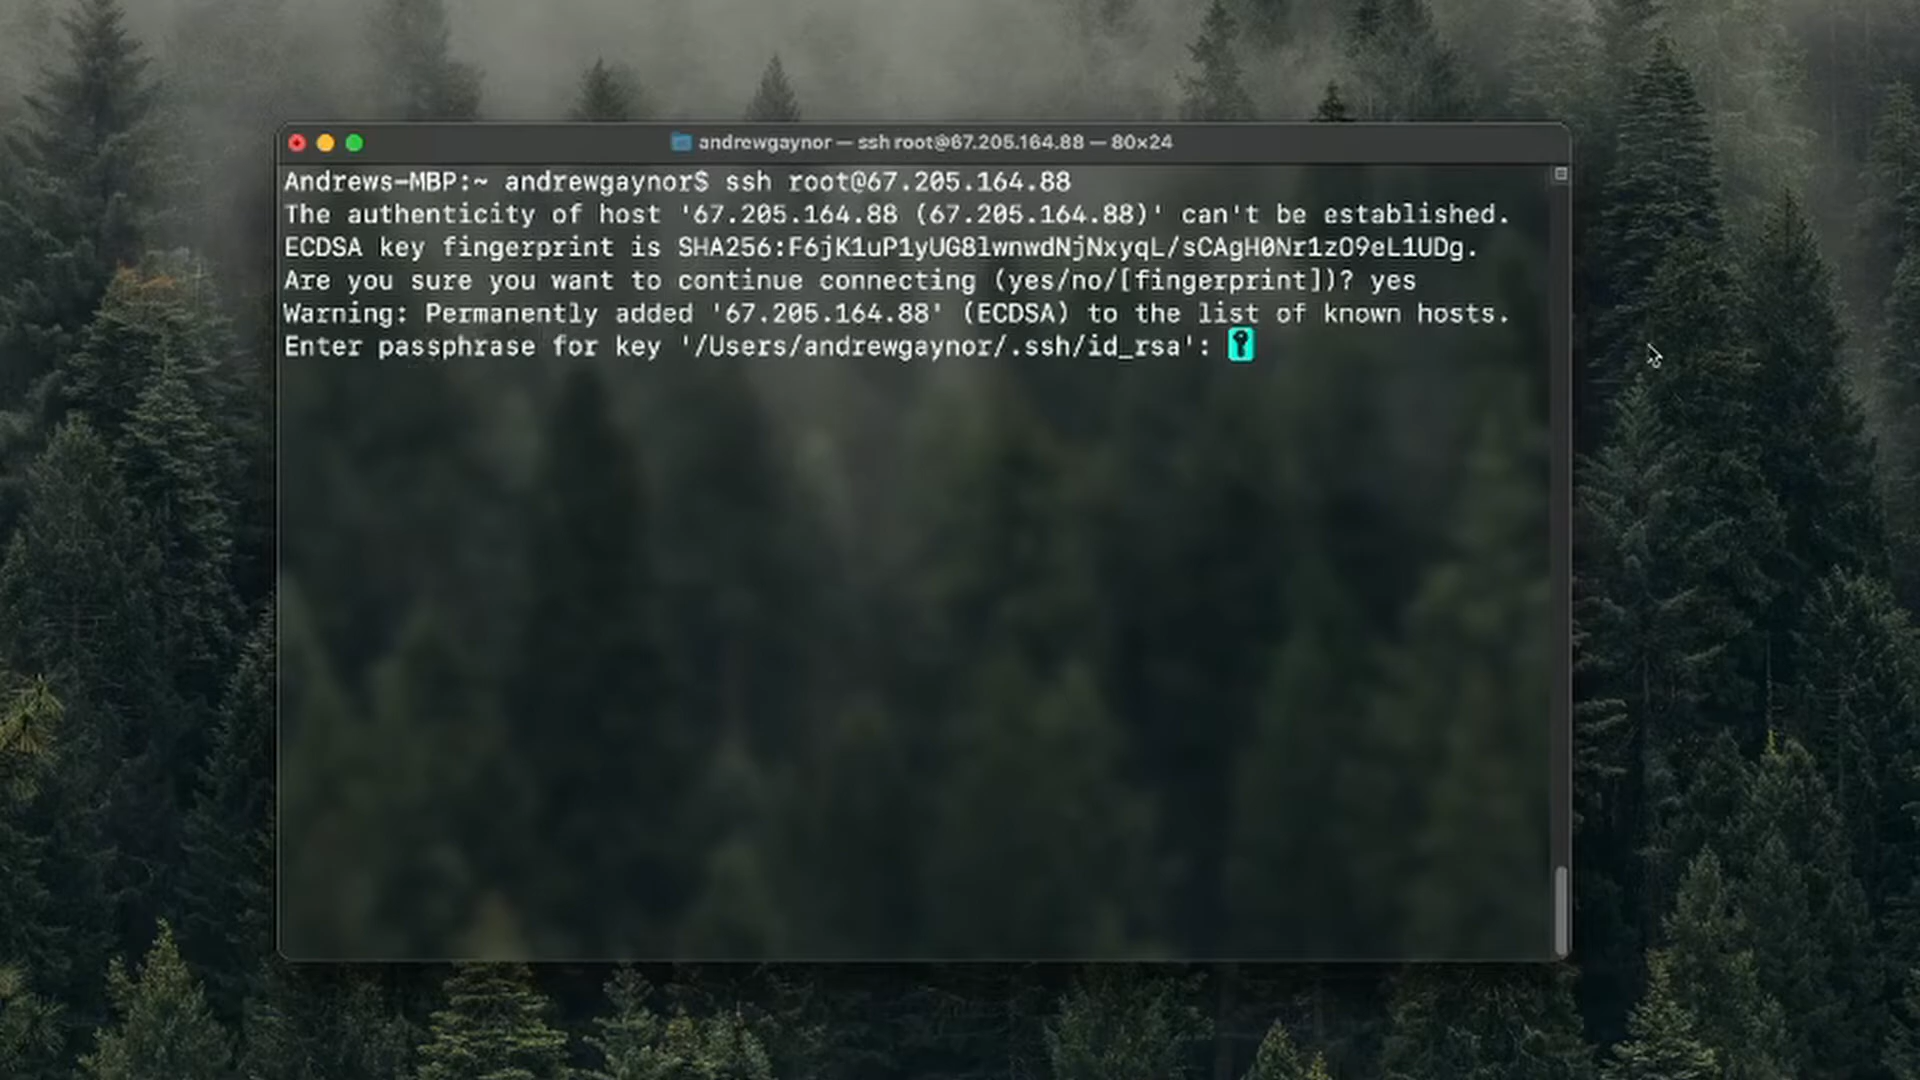 andrewgaynor — ssh root@67.205.164.88 — 80×24
Andrews-MBP:~ andrewgaynor$ ssh root@67.205.164.88
The authenticity of host '67.205.164.88 (67.205.164.88)' can't be established.
ECDSA key fingerprint is SHA256:F6jK1uP1yUG8lwnwdNjNxyqL/sCAgH0Nr1zO9eL1UDg.
Are you sure you want to continue connecting (yes/no/[fingerprint])? yes
Warning: Permanently added '67.205.164.88' (ECDSA) to the list of known hosts.
Enter passphrase for key '/Users/andrewgaynor/.ssh/id_rsa':